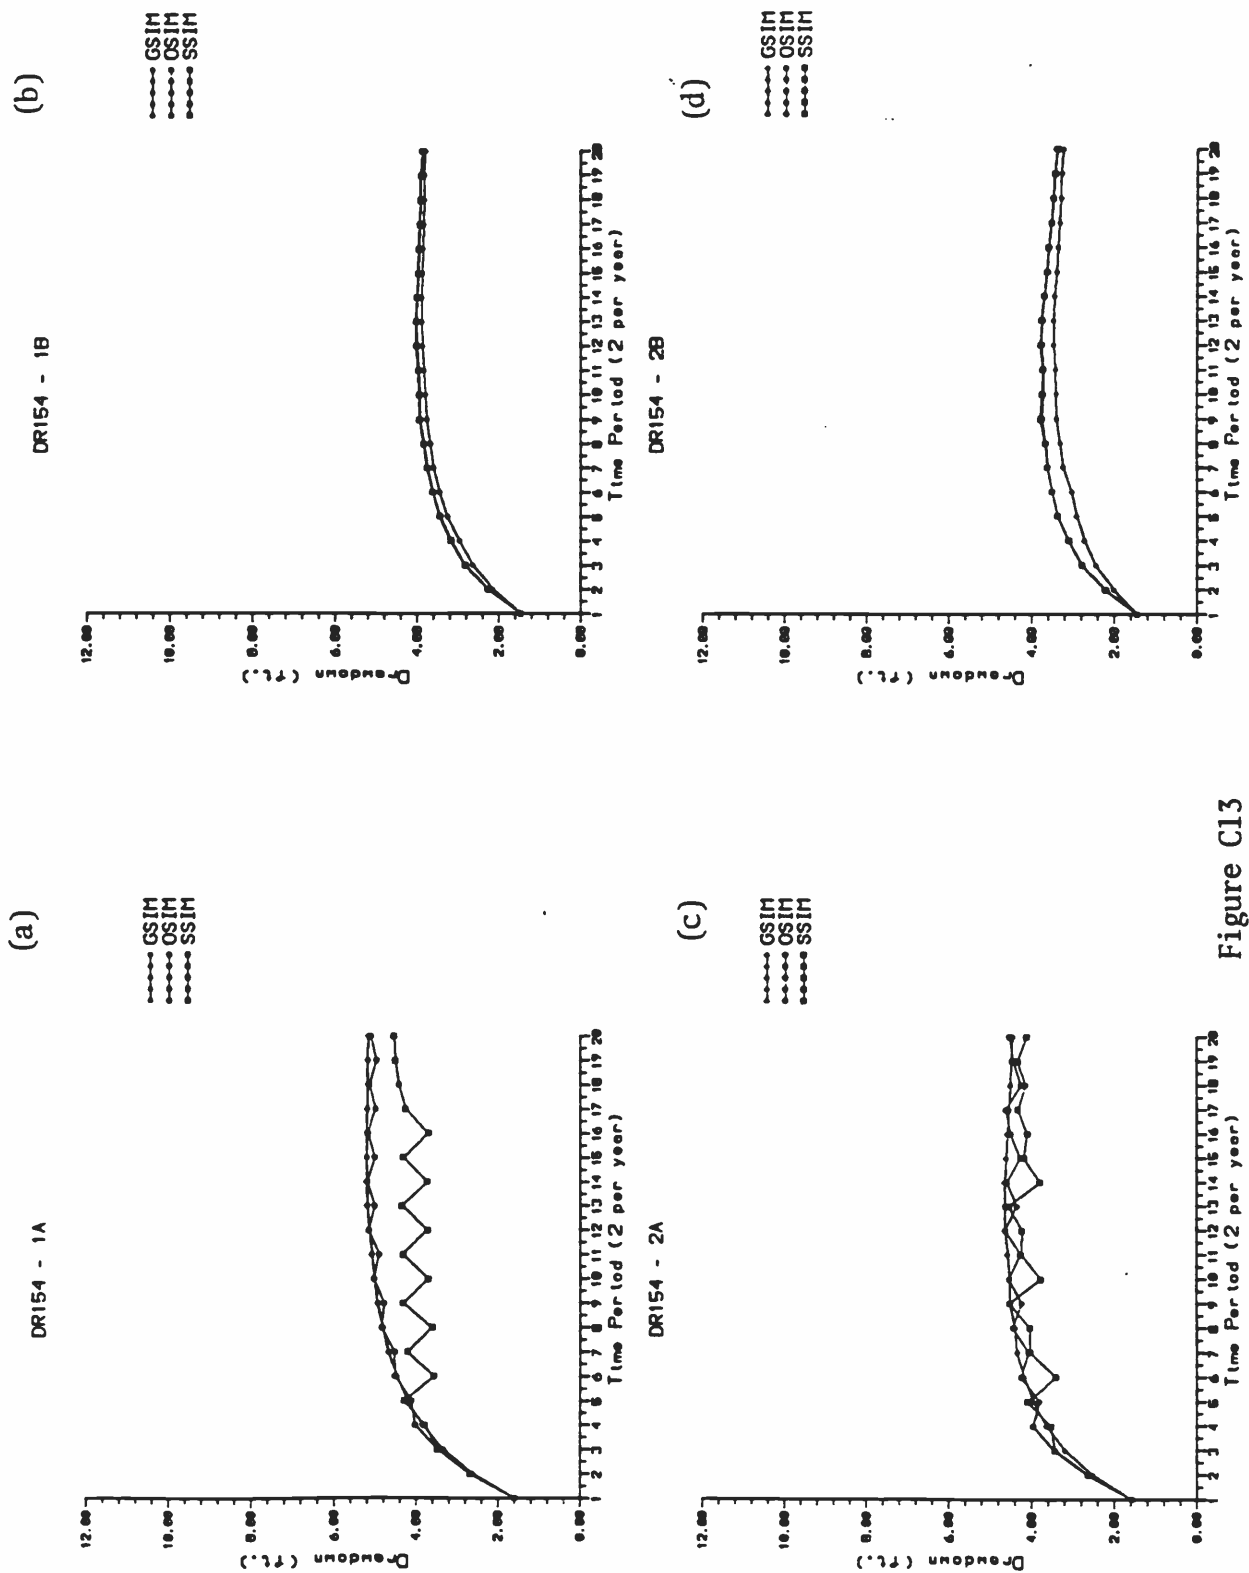 (a)
DR154 - 1A
GSIM
OSIM
SSIM
Drawdown (ft.)
12.00
10.00
8.00
6.00
4.00
2.00
0.00
1 2 3 4 5 6 7 8 9 10 11 12 13 14 15 16 17 18 19 20
Time Period (2 per year)
(b)
DR154 - 1B
GSIM
OSIM
SSIM
Drawdown (ft.)
12.00
10.00
8.00
6.00
4.00
2.00
0.00
1 2 3 4 5 6 7 8 9 10 11 12 13 14 15 16 17 18 19 20
Time Period (2 per year)
(c)
DR154 - 2A
GSIM
OSIM
SSIM
Drawdown (ft.)
12.00
10.00
8.00
6.00
4.00
2.00
0.00
1 2 3 4 5 6 7 8 9 10 11 12 13 14 15 16 17 18 19 20
Time Period (2 per year)
(d)
DR154 - 2B
GSIM
OSIM
SSIM
Drawdown (ft.)
12.00
10.00
8.00
6.00
4.00
2.00
0.00
1 2 3 4 5 6 7 8 9 10 11 12 13 14 15 16 17 18 19 20
Time Period (2 per year)
Figure C13